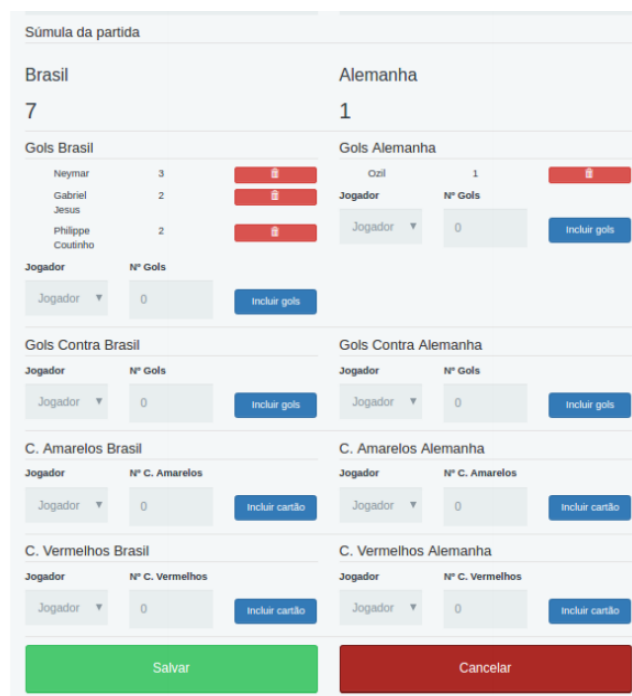 Súmula da partida
Brasil
Alemanha
7
1
Gols Brasil
Gols Alemanha
Neymar 3
Ozil 1
Gabriel Jesus 2
Jogador Nº Gols
Philippe Coutinho 2
Jogador ▼ 0 Incluir gols
Jogador Nº Gols
Jogador ▼ 0 Incluir gols
Gols Contra Brasil
Gols Contra Alemanha
Jogador Nº Gols
Jogador Nº Gols
Jogador ▼ 0 Incluir gols
Jogador ▼ 0 Incluir gols
C. Amarelos Brasil
C. Amarelos Alemanha
Jogador Nº C. Amarelos
Jogador Nº C. Amarelos
Jogador ▼ 0 Incluir cartão
Jogador ▼ 0 Incluir cartão
C. Vermelhos Brasil
C. Vermelhos Alemanha
Jogador Nº C. Vermelhos
Jogador Nº C. Vermelhos
Jogador ▼ 0 Incluir cartão
Jogador ▼ 0 Incluir cartão
Salvar
Cancelar